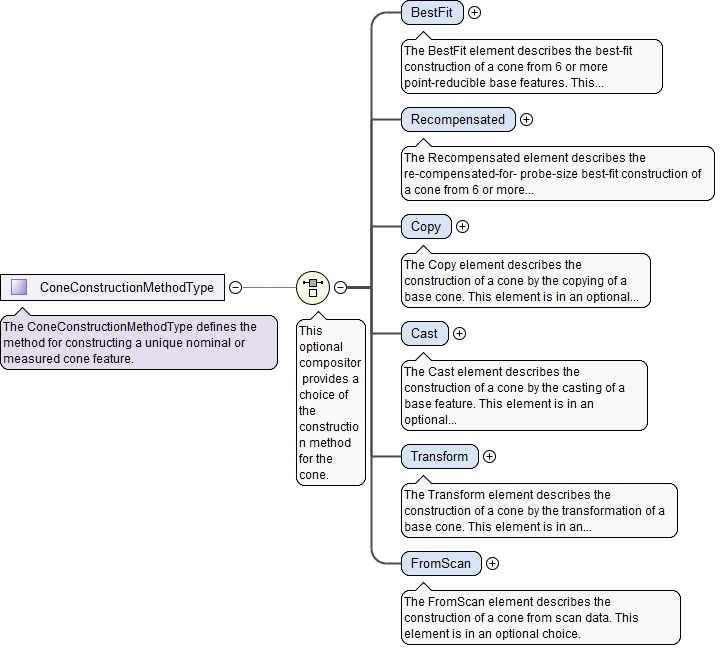 BestFit
The BestFit element describes the best-fit
construction of a cone from 6 or more
point-reducible base features. This...
Recompensated
The Recompensated element describes the
re-compensated-for- probe-size best-fit construction of
a cone from 6 or more...
Copy
The Copy element describes the
construction of a cone by the copying of a
base cone. This element is in an optional...
ConeConstructionMethodType
The ConeConstructionMethodType defines the
method for constructing a unique nominal or
measured cone feature.
This
optional
compositor
provides a
choice of
the
constructio
n method
for the
cone.
Cast
The Cast element describes the
construction of a cone by the casting of a
base feature. This element is in an
optional...
Transform
The Transform element describes the
construction of a cone by the transformation of a
base cone. This element is in an...
FromScan
The FromScan element describes the
construction of a cone from scan data. This
element is in an optional choice.